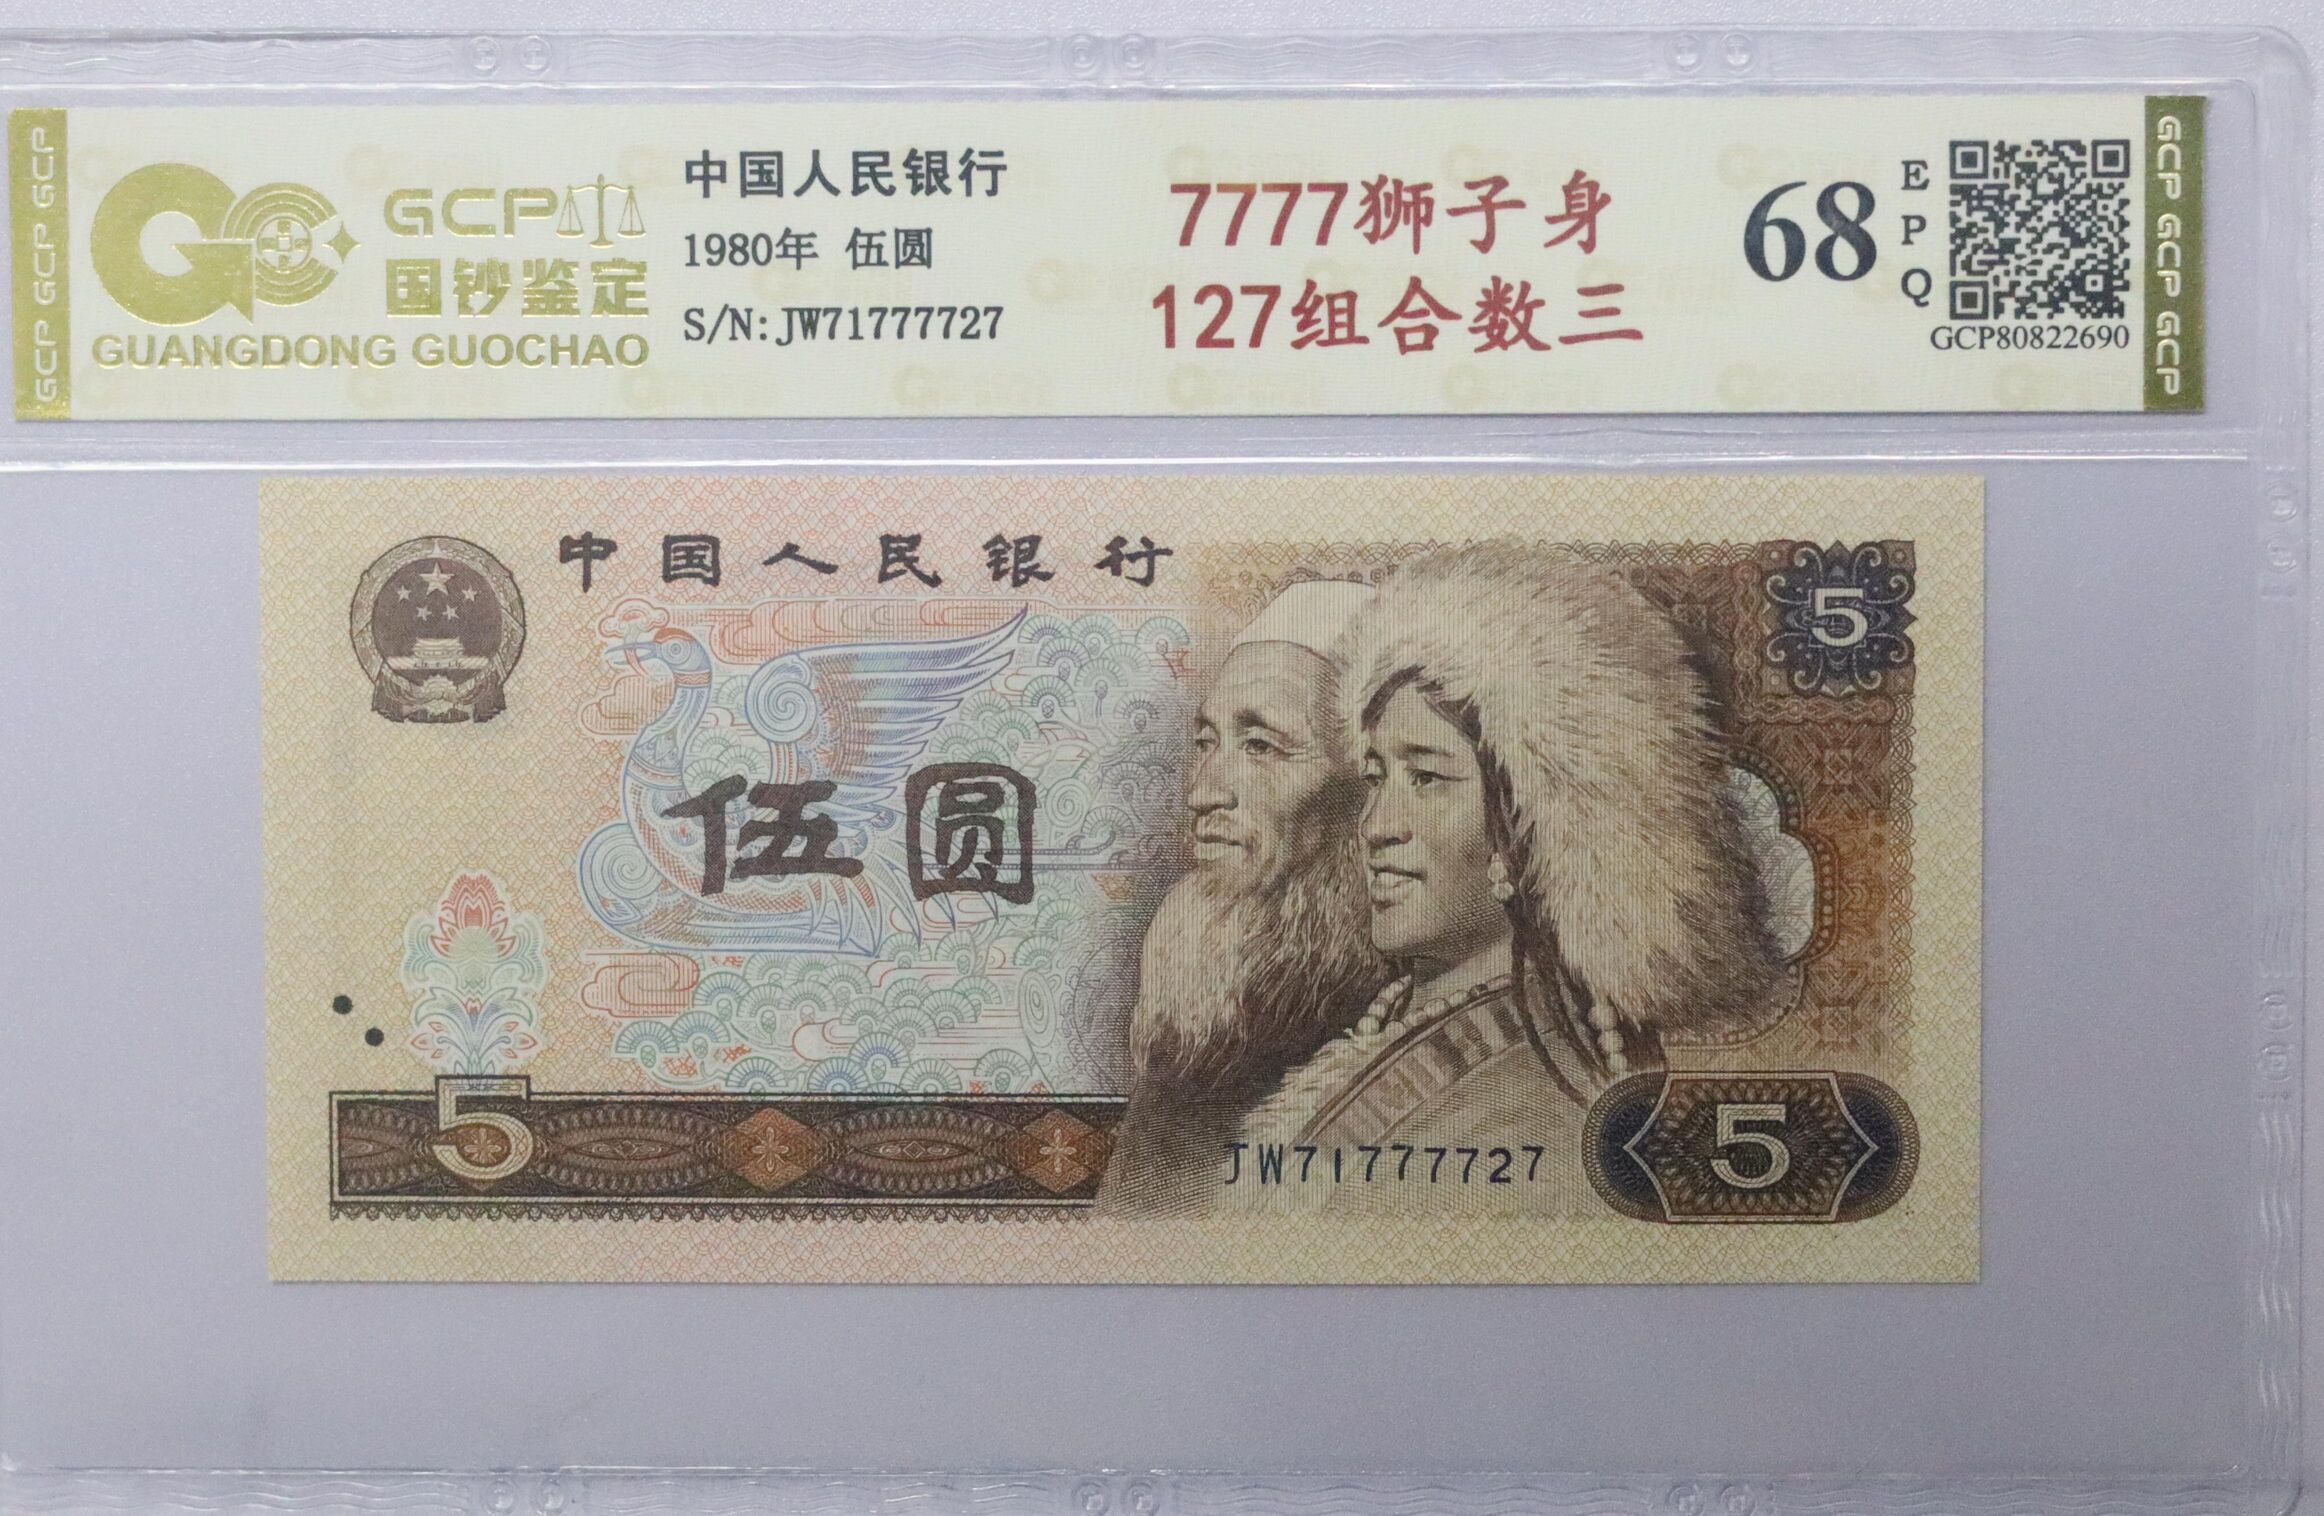 GCP GCP GCP
GCP
国钞鉴定
GUANGDONG GUOCHAO
中国人民银行
1980年 伍圆
S/N:JW71777727
7777狮子身
127组合数三
68
EPQ
GCP80822690
GCP GCP GCP
中国人民银行
5
伍圆
5
JW71777727
5